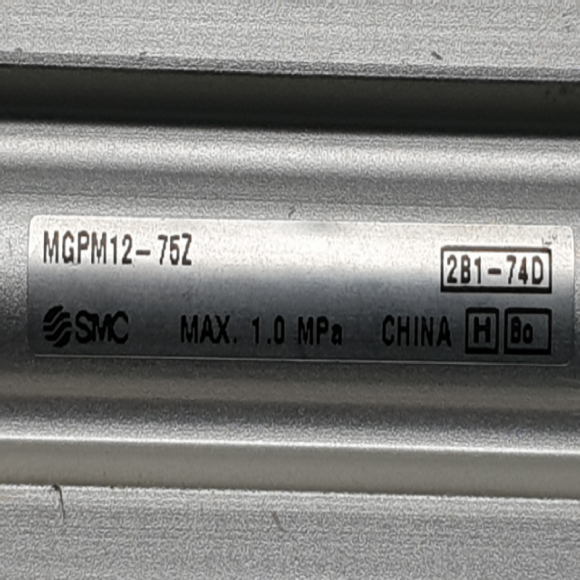 MGPM12-75Z
2B1-74D
SMC MAX. 1.0 MPa CHINA H Bo